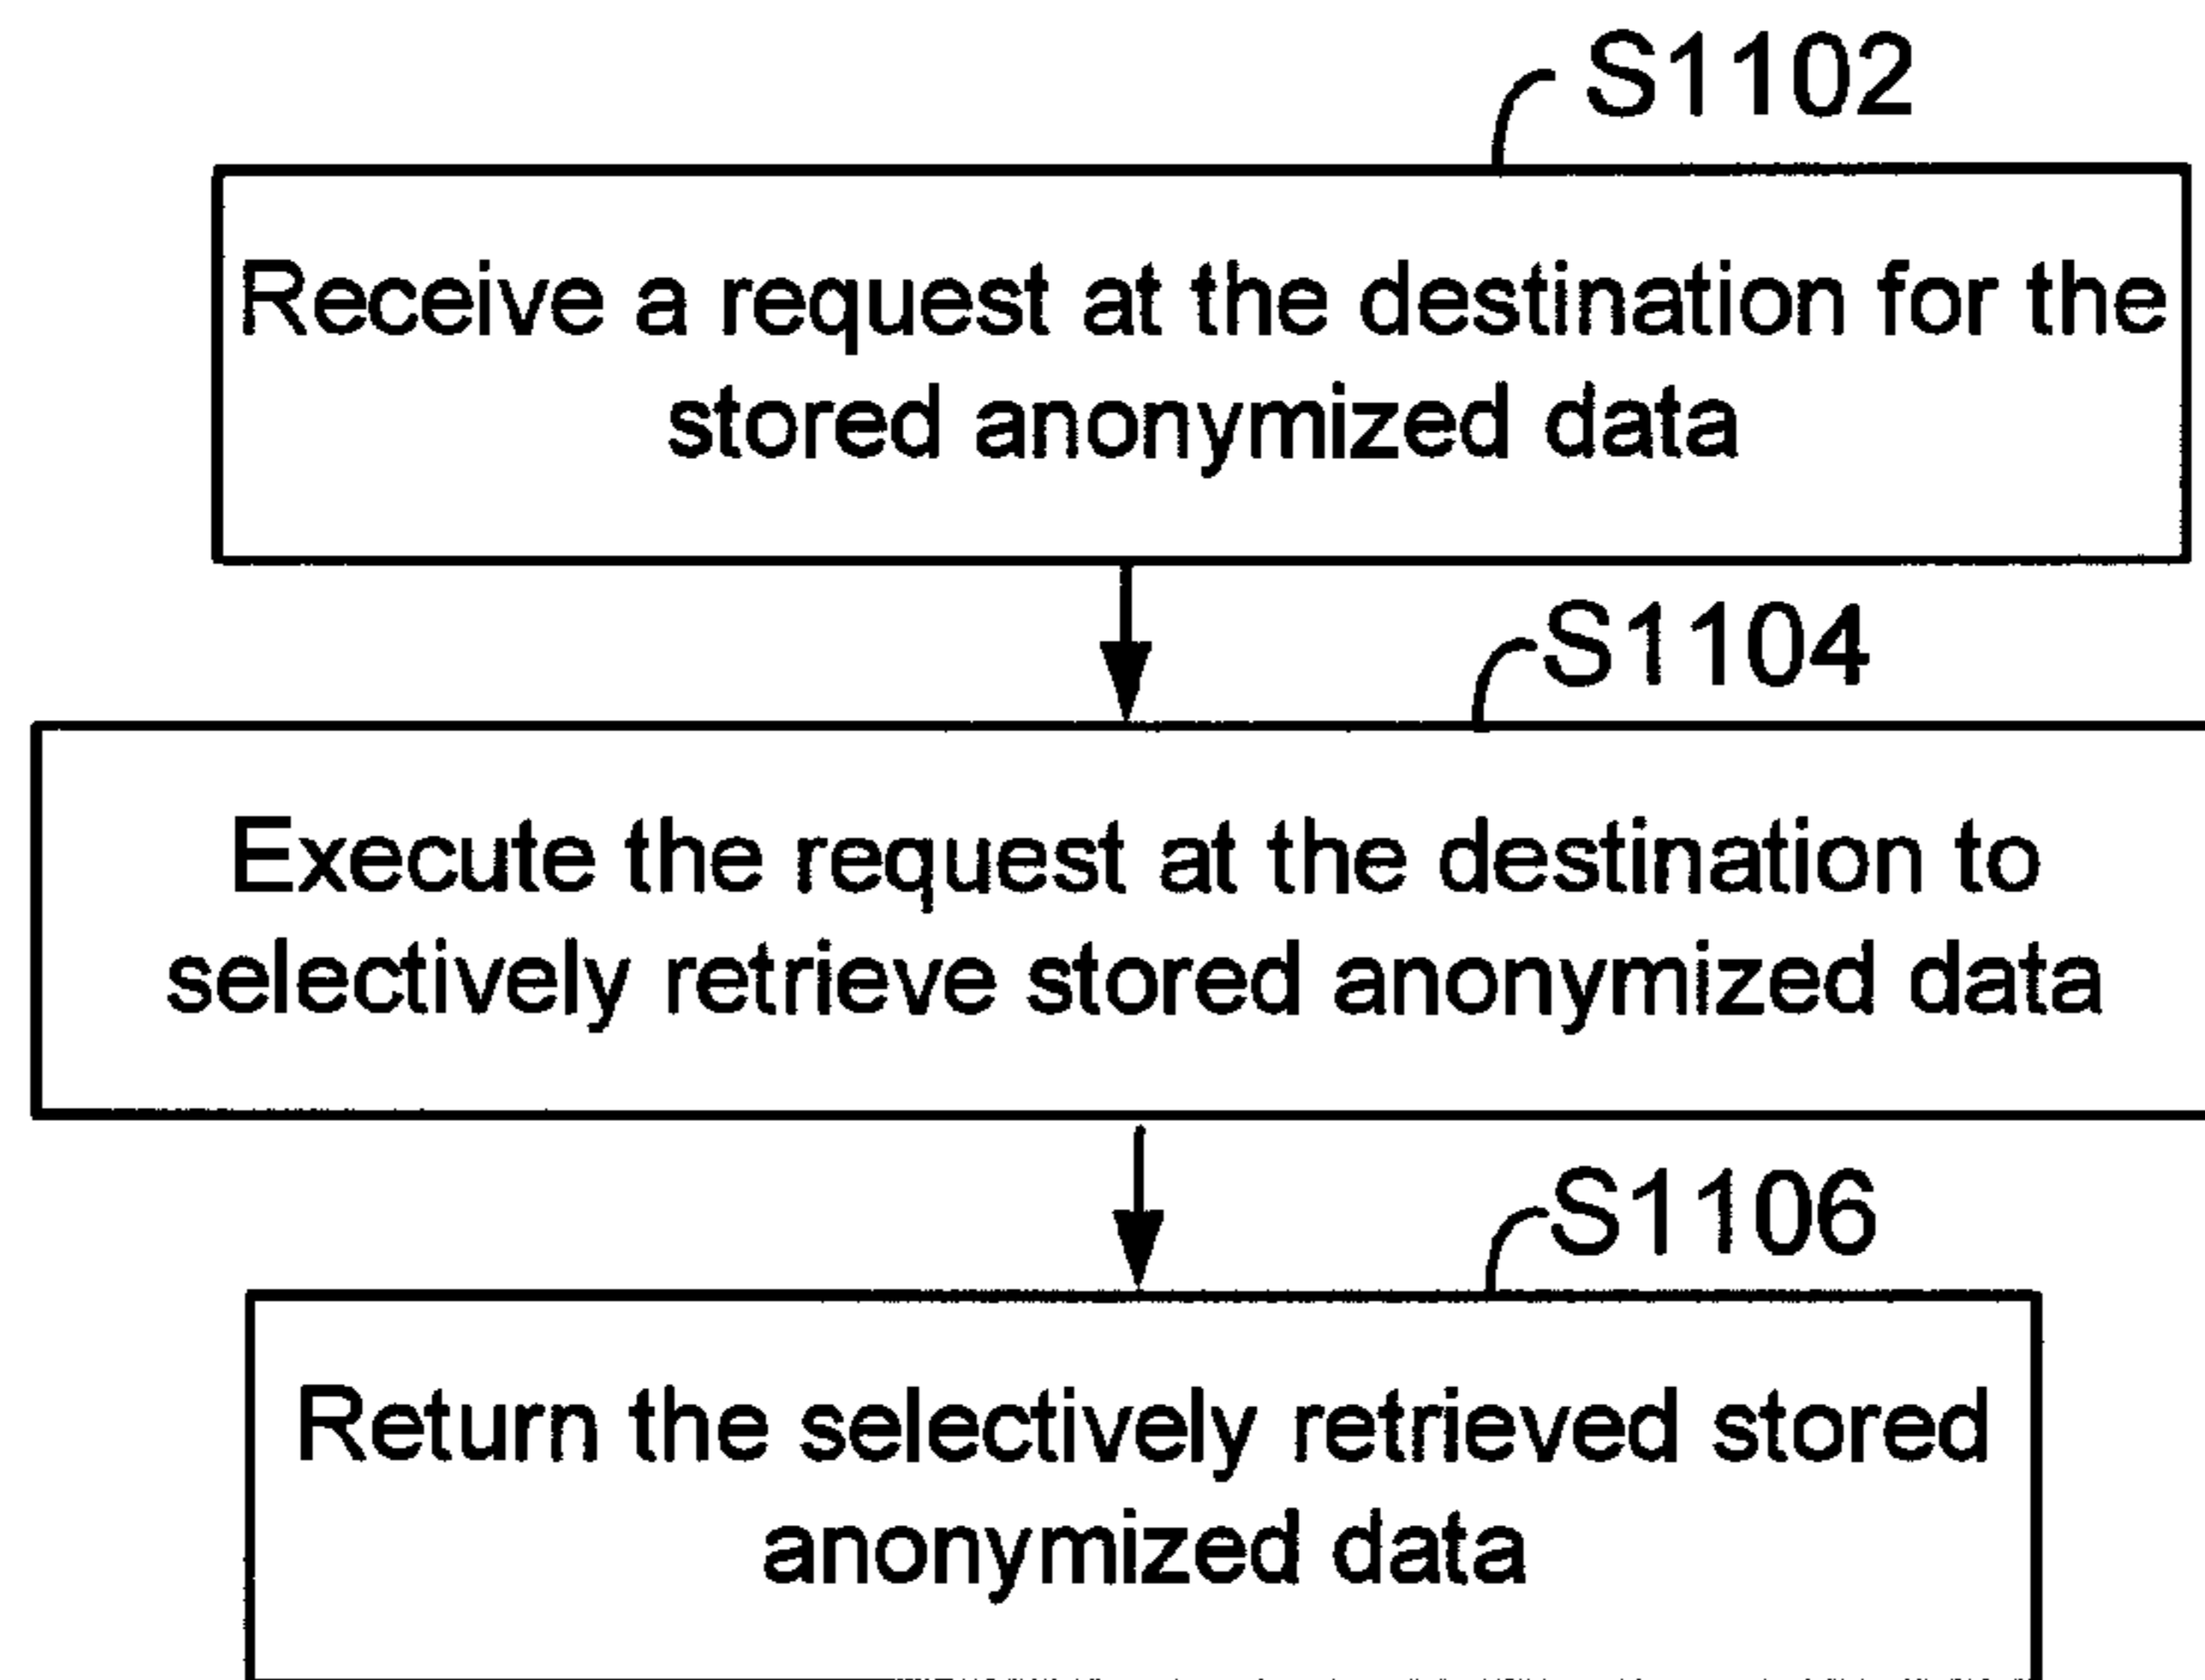 S1102
Receive a request at the destination for the
stored anonymized data
S1104
Execute the request at the destination to
selectively retrieve stored anonymized data
S1106
Return the selectively retrieved stored
anonymized data